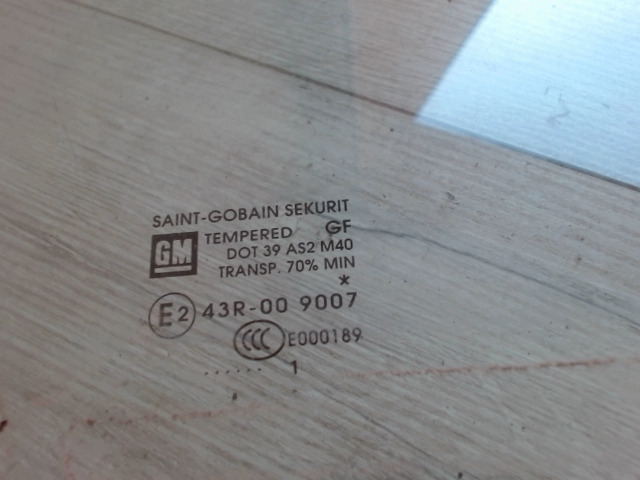 SAINT-GOBAIN SEKURIT
GM TEMPERED GF
DOT 39 AS2 M40
TRANSP. 70% MIN
*
E2 43R-00 9007
CCC E000189
...... 1